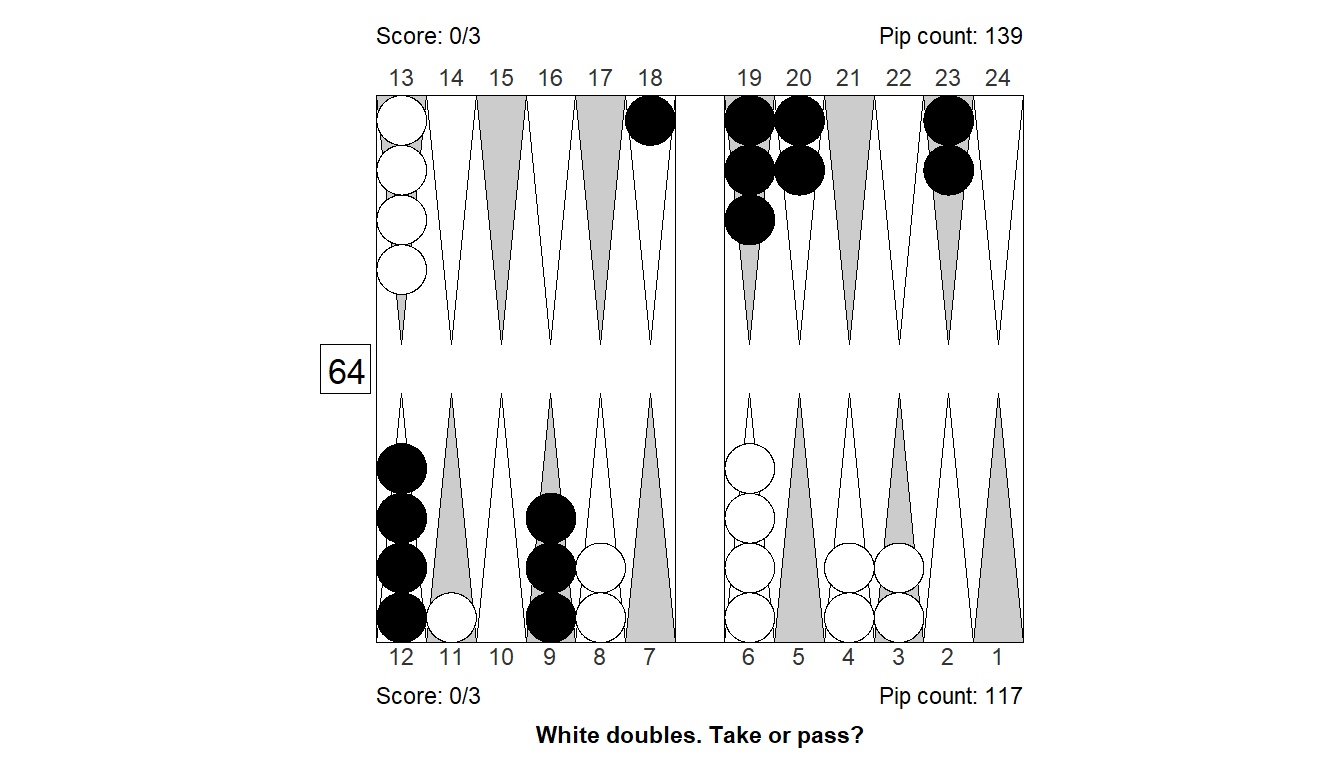 Score: 0/3 Pip count: 139
13 14 15 16 17 18 19 20 21 22 23 24
64
12 11 10 9 8 7 6 5 4 3 2 1
Score: 0/3 Pip count: 117
White doubles. Take or pass?